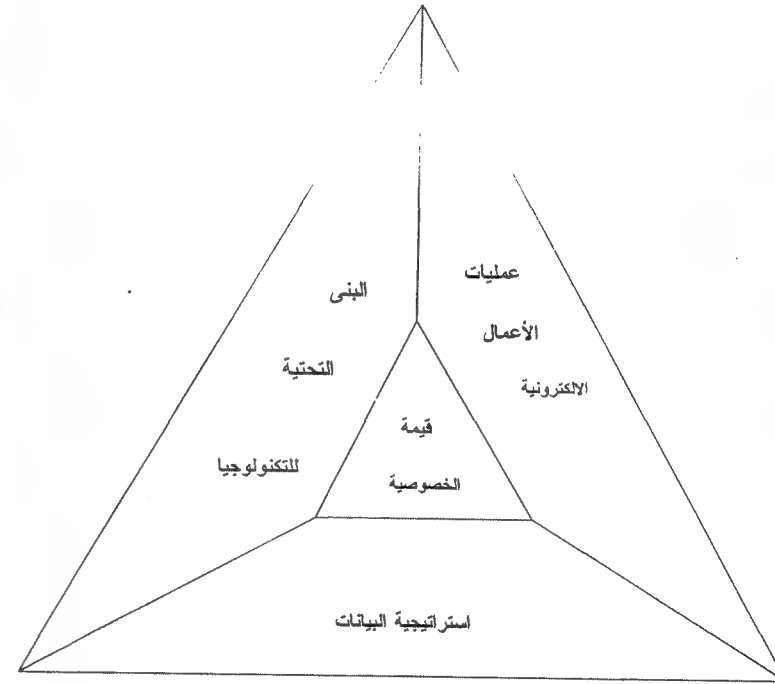 عمليات
الأعمال
الالكترونية
البنى
التحتية
للتكنولوجيا
قيمة
الخصوصية
استراتيجية البيانات